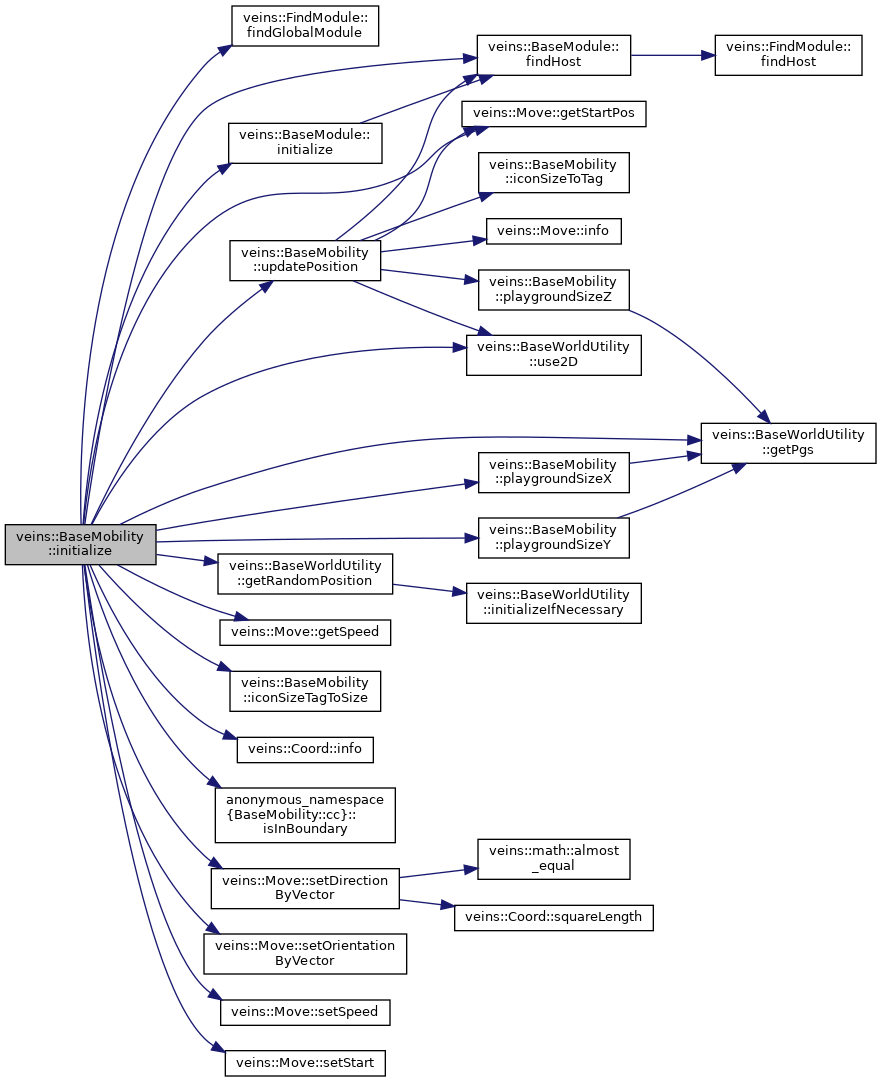 veins::FindModule::
findGlobalModule
veins::BaseModule::
findHost
veins::FindModule::
findHost
veins::Move::getStartPos
veins::BaseModule::
initialize
veins::BaseMobility
::iconSizeToTag
veins::Move::info
veins::BaseMobility
::updatePosition
veins::BaseMobility
::playgroundSizeZ
veins::BaseWorldUtility
::use2D
veins::BaseWorldUtility
::getPgs
veins::BaseMobility
::playgroundSizeX
veins::BaseMobility
::playgroundSizeY
veins::BaseMobility
::initialize
veins::BaseWorldUtility
::getRandomPosition
veins::BaseWorldUtility
::initializeIfNecessary
veins::Move::getSpeed
veins::BaseMobility
::iconSizeTagToSize
veins::Coord::info
anonymous_namespace
{BaseMobility::cc}::
isInBoundary
veins::Move::setDirection
ByVector
veins::math::almost
_equal
veins::Coord::squareLength
veins::Move::setOrientation
ByVector
veins::Move::setSpeed
veins::Move::setStart